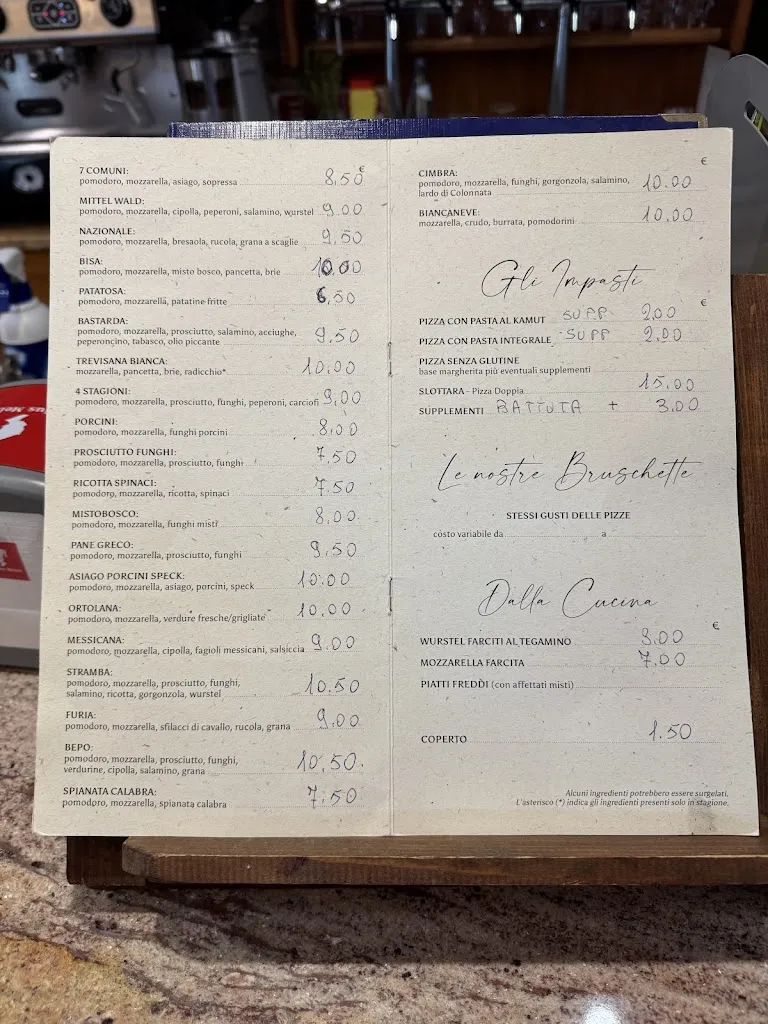 7 COMUNI:
pomodoro, mozzarella, asiago, sopressa 8,50 €
MITTEL WALD:
pomodoro, mozzarella, cipolla, peperoni, salamino, wurstel 9.00
NAZIONALE:
pomodoro, mozzarella, bresaola, rucola, grana a scaglie 9,50
BISA:
pomodoro, mozzarella, misto bosco, pancetta, brie 10.00
PATATOSA:
pomodoro, mozzarella, patatine fritte 6,50
BASTARDA:
pomodoro, mozzarella, prosciutto, salamino, acciughe,
peperoncino, tabasco, olio piccante 9.50
TREVISANA BIANCA:
mozzarella, pancetta, brie, radicchio* 10.00
4 STAGIONI:
pomodoro, mozzarella, prosciutto, funghi, peperoni, carciofi 9,00
PORCINI:
pomodoro, mozzarella, funghi porcini 8,00
PROSCIUTTO FUNGHI:
pomodoro, mozzarella, prosciutto, funghi 7.50
RICOTTA SPINACI:
pomodoro, mozzarella, ricotta, spinaci 7.50
MISTOBOSCO:
pomodoro, mozzarella, funghi misti 8,00
PANE GRECO:
pomodoro, mozzarella, prosciutto, funghi 9,50
ASIAGO PORCINI SPECK:
pomodoro, mozzarella, asiago, porcini, speck 10.00
ORTOLANA:
pomodoro, mozzarella, verdure fresche/grigliate 10.00
MESSICANA:
pomodoro, mozzarella, cipolla, fagioli messicani, salsiccia 9.00
STRAMBA:
pomodoro, mozzarella, prosciutto, funghi,
salamino, ricotta, gorgonzola, wurstel 10.50
FURIA:
pomodoro, mozzarella, sfilacci di cavallo, rucola, grana 9.00
BEPO:
pomodoro, mozzarella, prosciutto, funghi,
verdurine, cipolla, salamino, grana 10.50
SPIANATA CALABRA:
pomodoro, mozzarella, spianata calabra 7.50
€
CIMBRA:
pomodoro, mozzarella, funghi, gorgonzola, salamino,
lardo di Colonnata 10.00
BIANCANEVE:
mozzarella, crudo, burrata, pomodorini 10.00
Gli Impasti
€
PIZZA CON PASTA AL KAMUT SUPP 2,00
PIZZA CON PASTA INTEGRALE SUPP 2,00
PIZZA SENZA GLUTINE
base margherita più eventuali supplementi
SLOTTARA - Pizza Doppia 15,00
SUPPLEMENTI BATTUTA + 3.00
Le nostre Bruschette
STESSI GUSTI DELLE PIZZE
costo variabile da a
Dalla Cucina
€
WURSTEL FARCITI AL TEGAMINO 8.00
MOZZARELLA FARCITA 7.00
PIATTI FREDDI (con affettati misti)
COPERTO 1.50
Alcuni ingredienti potrebbero essere surgelati.
L'asterisco (*) indica gli ingredienti presenti solo in stagione.